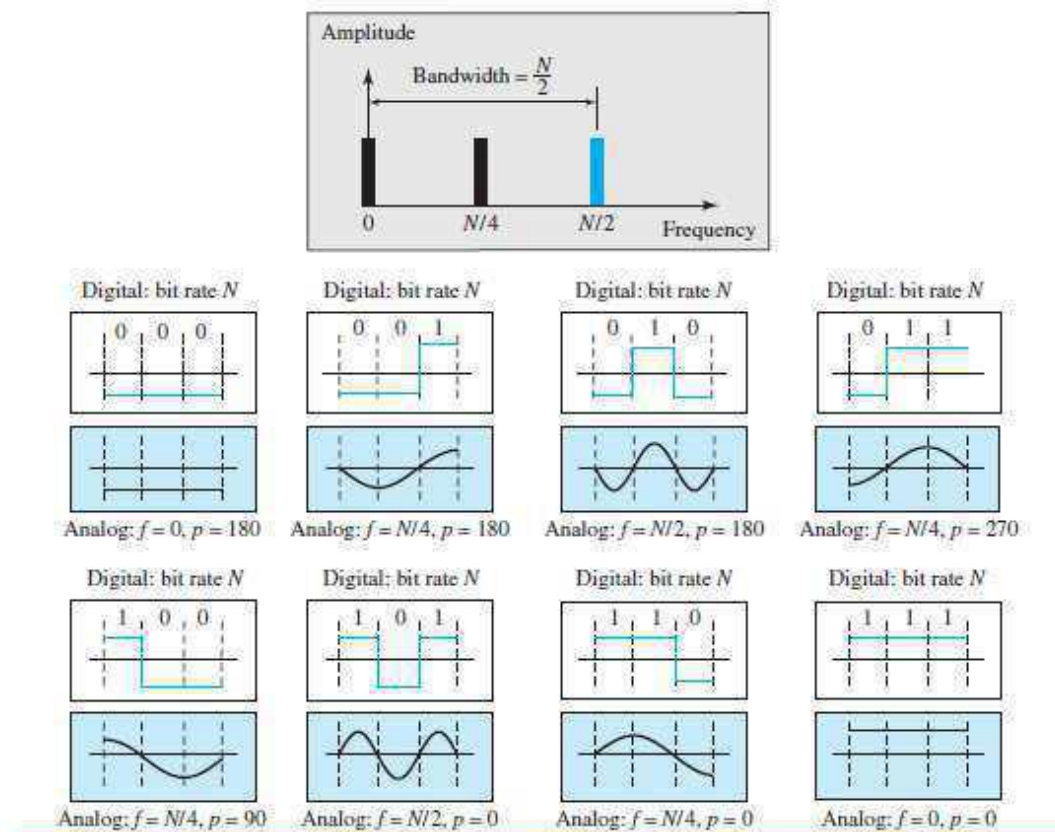 Amplitude
Bandwidth = N/2
0 N/4 N/2 Frequency
Digital: bit rate N Digital: bit rate N Digital: bit rate N Digital: bit rate N
0 0 0 0 0 1 0 1 0 0 1 1
Analog: f = 0, p = 180 Analog: f = N/4, p = 180 Analog: f = N/2, p = 180 Analog: f = N/4, p = 270
Digital: bit rate N Digital: bit rate N Digital: bit rate N Digital: bit rate N
1 0 0 1 0 1 1 1 0 1 1 1
Analog: f = N/4, p = 90 Analog: f = N/2, p = 0 Analog: f = N/4, p = 0 Analog: f = 0, p = 0